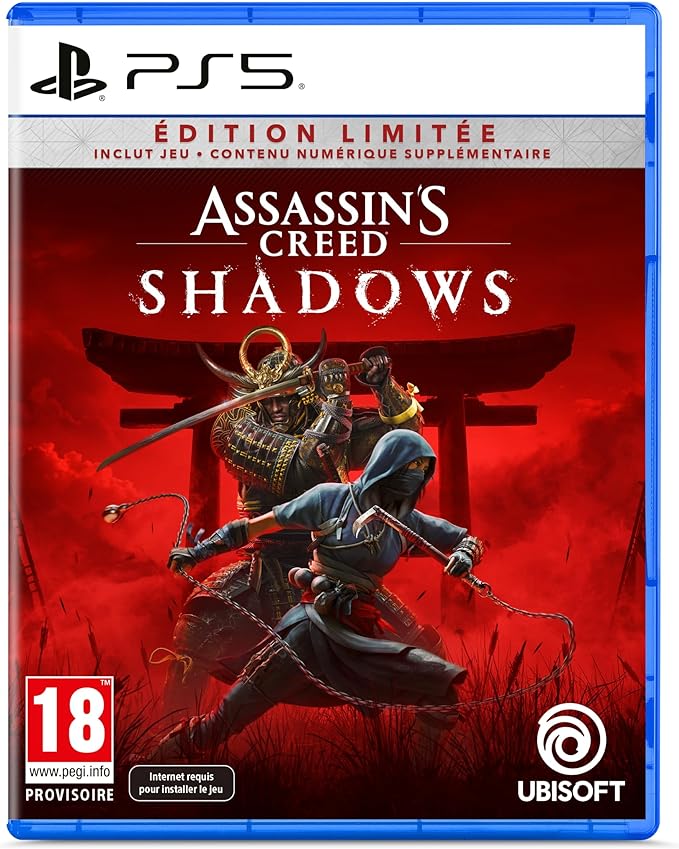 PS5
ÉDITION LIMITÉE
INCLUT JEU • CONTENU NUMÉRIQUE SUPPLÉMENTAIRE
ASSASSIN'S
CREED
SHADOWS
18™
www.pegi.info
PROVISOIRE
Internet requis
pour installer le jeu
UBISOFT